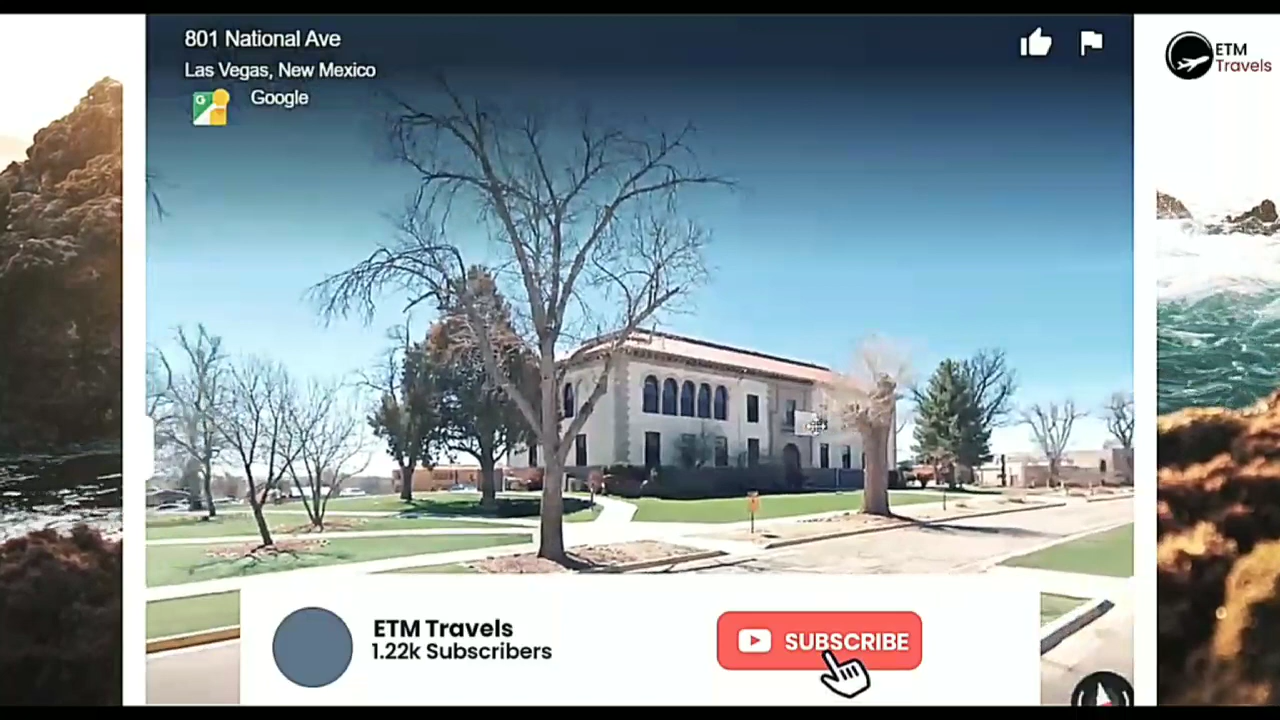 801 National Ave
Las Vegas, New Mexico
Google
ETM
Travels
ETM Travels
1.22k Subscribers
SUBSCRIBE